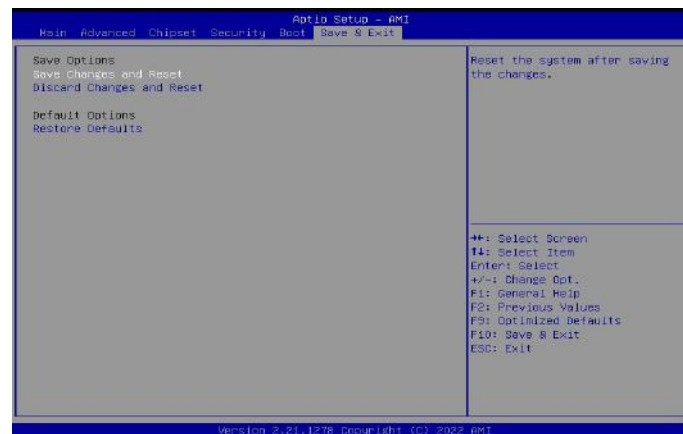 Aptio Setup - AMI
Main Advanced Chipset Security Boot Save & Exit
Save Options
Save Changes and Reset
Discard Changes and Reset
Default Options
Restore Defaults
Reset the system after saving
the changes.
→←: Select Screen
↑↓: Select Item
Enter: Select
+/-: Change Opt.
F1: General Help
F2: Previous Values
F9: Optimized Defaults
F10: Save & Exit
ESC: Exit
Version 2.21.1278 Copyright (C) 2022 AMI